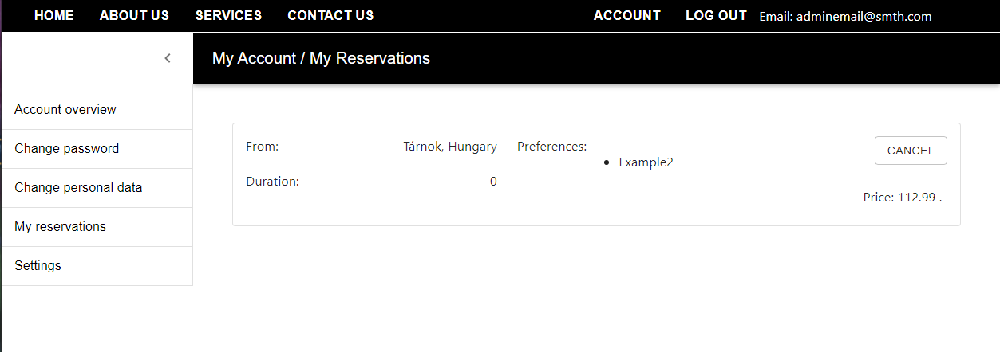 HOME ABOUT US SERVICES CONTACT US ACCOUNT LOG OUT Email: adminemail@smth.com
My Account / My Reservations
Account overview
Change password
Change personal data
My reservations
Settings
From: Tárnok, Hungary
Duration: 0
Preferences:
• Example2
CANCEL
Price: 112.99 .-